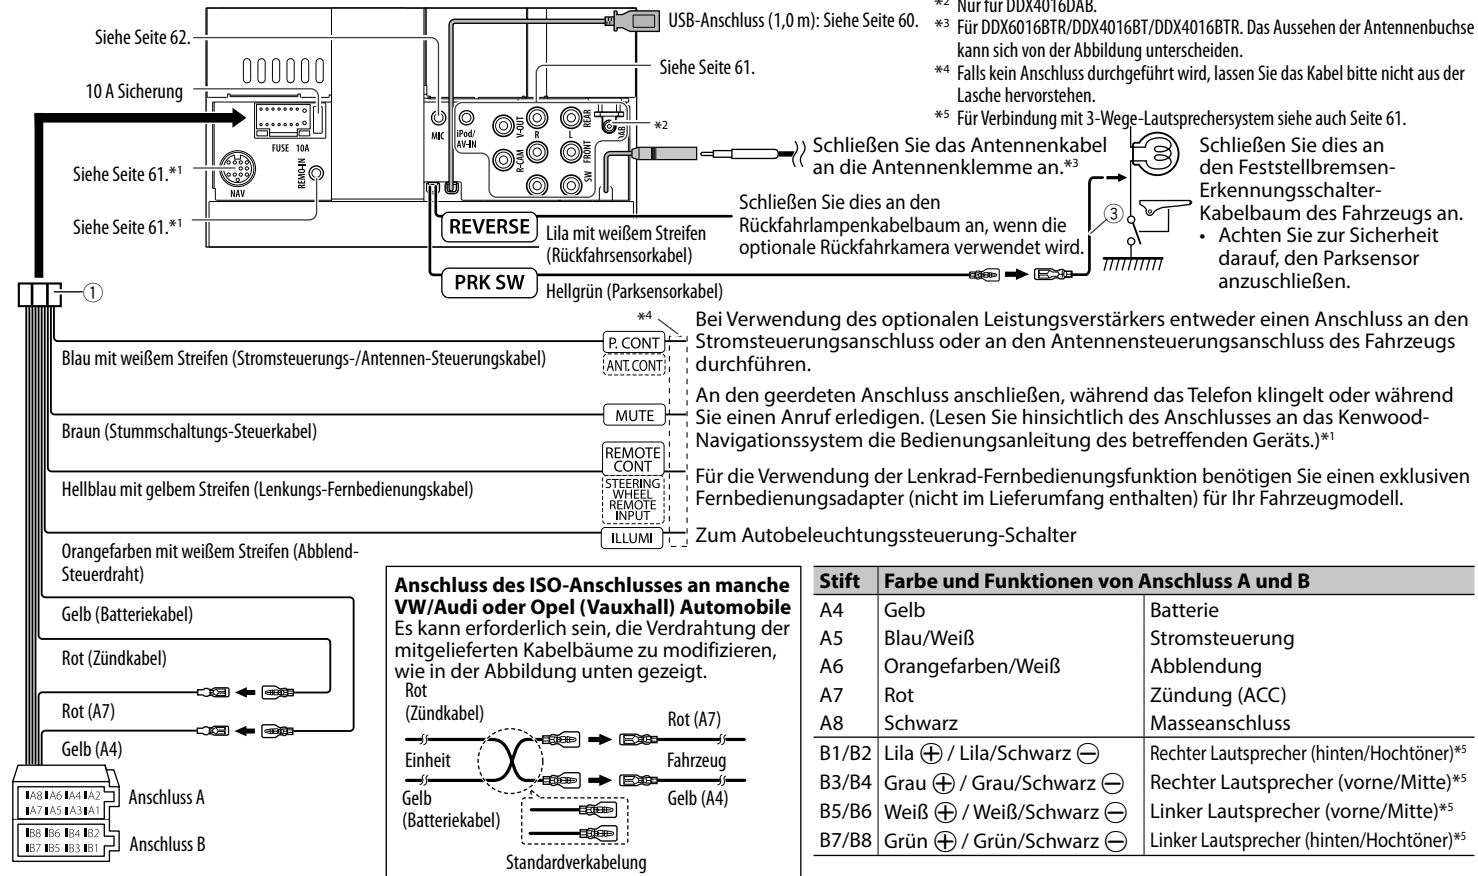 *² Nur für DDX4016DAB.
*³ Für DDX6016BTR/DDX4016BT/DDX4016BTR. Das Aussehen der Antennenbuchse
kann sich von der Abbildung unterscheiden.
*⁴ Falls kein Anschluss durchgeführt wird, lassen Sie das Kabel bitte nicht aus der
Lasche hervorstehen.
*⁵ Für Verbindung mit 3-Wege-Lautsprechersystem siehe auch Seite 61.
USB-Anschluss (1,0 m): Siehe Seite 60.
Siehe Seite 62.
Siehe Seite 61.
10 A Sicherung
FUSE 10A
MIC
iPod/
AV-IN
V-OUT
R-CAM
R
L
REAR
FRONT
SW
DAB
*2
Siehe Seite 61.*¹
NAV
REMO-IN
Siehe Seite 61.*¹
Schließen Sie das Antennenkabel
an die Antennenklemme an.*³
Schließen Sie dies an
den Feststellbremsen-
Erkennungsschalter-
Kabelbaum des Fahrzeugs an.
• Achten Sie zur Sicherheit
darauf, den Parksensor
anzuschließen.
③
REVERSE
Lila mit weißem Streifen
(Rückfahrsensorkabel)
Schließen Sie dies an den
Rückfahrlampenkabelbaum an, wenn die
optionale Rückfahrkamera verwendet wird.
PRK SW
Hellgrün (Parksensorkabel)
①
*4
Blau mit weißem Streifen (Stromsteuerungs-/Antennen-Steuerungskabel)
P. CONT
ANT. CONT
Bei Verwendung des optionalen Leistungsverstärkers entweder einen Anschluss an den
Stromsteuerungsanschluss oder an den Antennensteuerungsanschluss des Fahrzeugs
durchführen.
Braun (Stummschaltungs-Steuerkabel)
MUTE
An den geerdeten Anschluss anschließen, während das Telefon klingelt oder während
Sie einen Anruf erledigen. (Lesen Sie hinsichtlich des Anschlusses an das Kenwood-
Navigationssystem die Bedienungsanleitung des betreffenden Geräts.)*¹
Hellblau mit gelbem Streifen (Lenkungs-Fernbedienungkabel)
REMOTE
CONT
STEERING
WHEEL
REMOTE
INPUT
Für die Verwendung der Lenkrad-Fernbedienungsfunktion benötigen Sie einen exklusiven
Fernbedienungsadapter (nicht im Lieferumfang enthalten) für Ihr Fahrzeugmodell.
Orangefarben mit weißem Streifen (Abblend-
Steuerdraht)
ILLUMI
Zum Autobeleuchtungssteuerung-Schalter
Gelb (Batteriekabel)
Rot (Zündkabel)
Rot (A7)
Gelb (A4)
A8 A6 A4 A2
A7 A5 A3 A1
Anschluss A
B8 B6 B4 B2
B7 B5 B3 B1
Anschluss B
Anschluss des ISO-Anschlusses an manche
VW/Audi oder Opel (Vauxhall) Automobile
Es kann erforderlich sein, die Verdrahtung der
mitgelieferten Kabelbäume zu modifizieren,
wie in der Abbildung unten gezeigt.
Rot
(Zündkabel)
Rot (A7)
Einheit
Fahrzeug
Gelb
(Batteriekabel)
Gelb (A4)
Standardverkabelung
Stift Farbe und Funktionen von Anschluss A und B
A4 Gelb Batterie
A5 Blau/Weiß Stromsteuerung
A6 Orangefarben/Weiß Abblendung
A7 Rot Zündung (ACC)
A8 Schwarz Masseanschluss
B1/B2 Lila ⊕ / Lila/Schwarz ⊖ Rechter Lautsprecher (hinten/Hochtöner)*⁵
B3/B4 Grau ⊕ / Grau/Schwarz ⊖ Rechter Lautsprecher (vorne/Mitte)*⁵
B5/B6 Weiß ⊕ / Weiß/Schwarz ⊖ Linker Lautsprecher (vorne/Mitte)*⁵
B7/B8 Grün ⊕ / Grün/Schwarz ⊖ Linker Lautsprecher (hinten/Hochtöner)*⁵